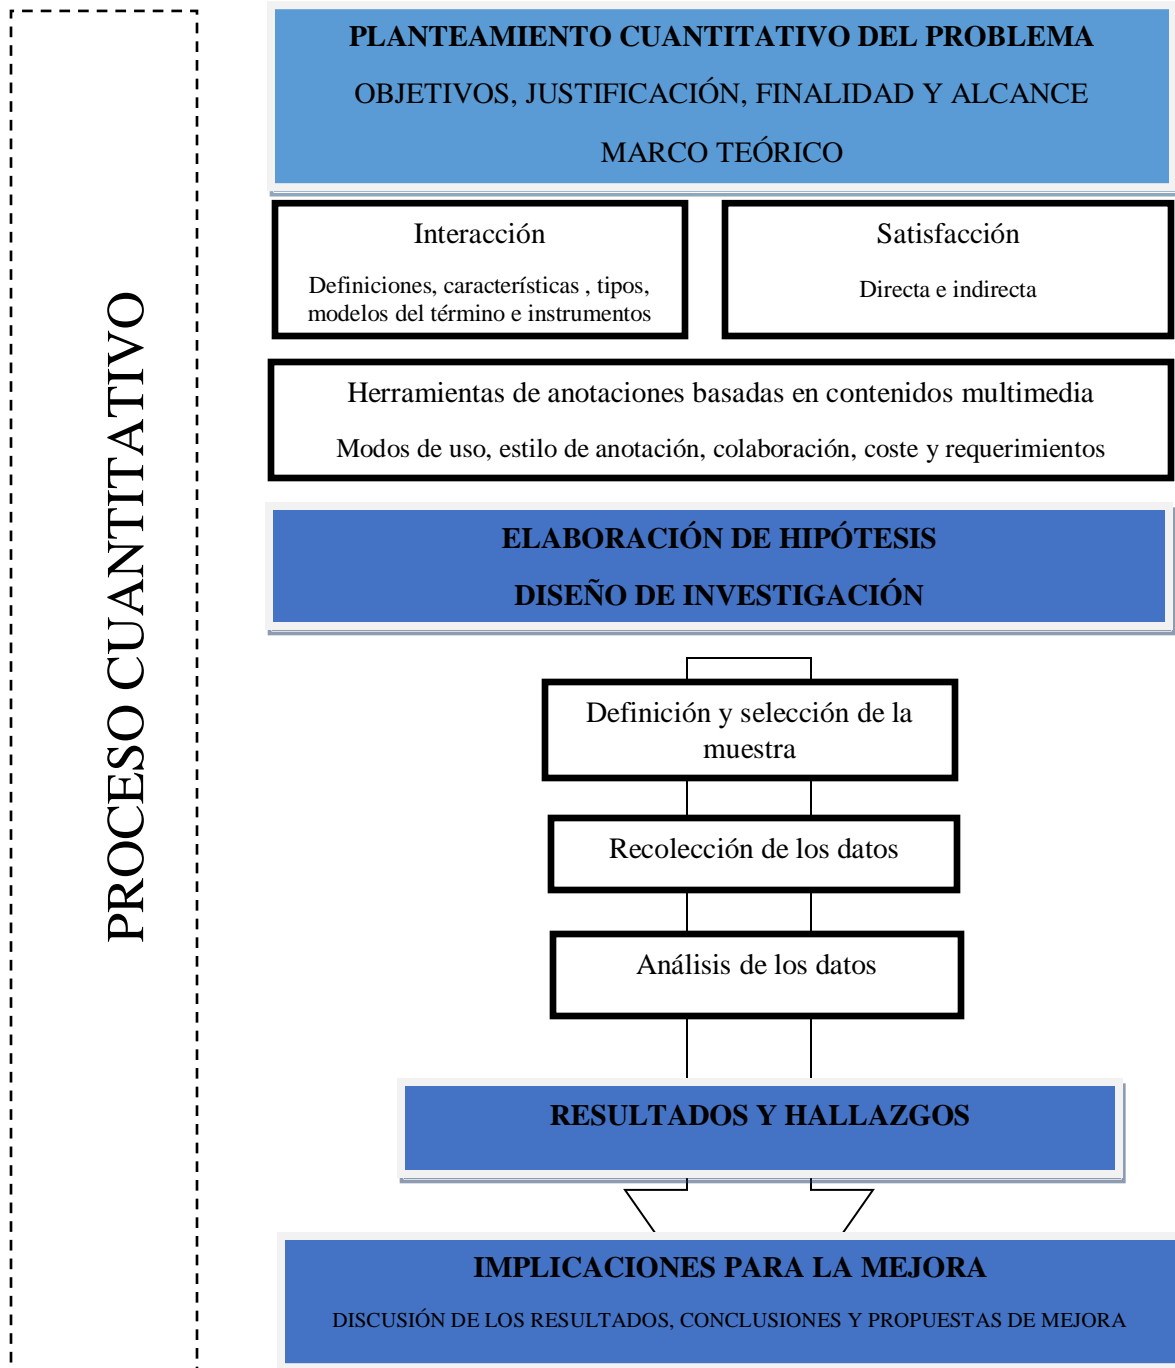 PROCESO CUANTITATIVO
PLANTEAMIENTO CUANTITATIVO DEL PROBLEMA
OBJETIVOS, JUSTIFICACIÓN, FINALIDAD Y ALCANCE
MARCO TEÓRICO
Interacción
Definiciones, características , tipos,
modelos del término e instrumentos
Satisfacción
Directa e indirecta
Herramientas de anotaciones basadas en contenidos multimedia
Modos de uso, estilo de anotación, colaboración, coste y requerimientos
ELABORACIÓN DE HIPÓTESIS
DISEÑO DE INVESTIGACIÓN
Definición y selección de la
muestra
Recolección de los datos
Análisis de los datos
RESULTADOS Y HALLAZGOS
IMPLICACIONES PARA LA MEJORA
DISCUSIÓN DE LOS RESULTADOS, CONCLUSIONES Y PROPUESTAS DE MEJORA